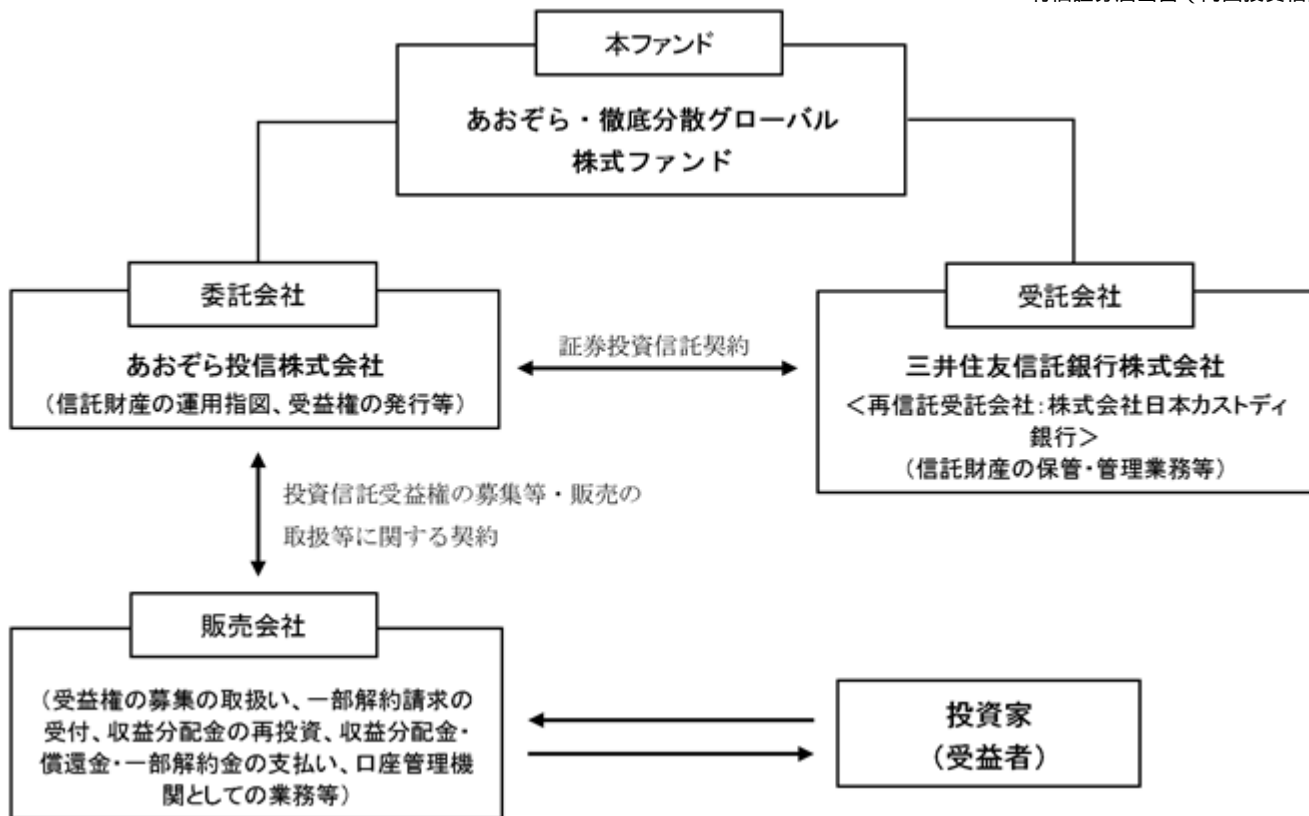 本ファンド
あおぞら・徹底分散グローバル
株式ファンド
委託会社
あおぞら投信株式会社
（信託財産の運用指図、受益権の発行等）
証券投資信託契約
受託会社
三井住友信託銀行株式会社
＜再信託受託会社：株式会社日本カストディ
銀行＞
（信託財産の保管・管理業務等）
投資信託受益権の募集等・販売の
取扱等に関する契約
販売会社
（受益権の募集の取扱い、一部解約請求の
受付、収益分配金の再投資、収益分配金・
償還金・一部解約金の支払い、口座管理機
関としての業務等）
投資家
（受益者）